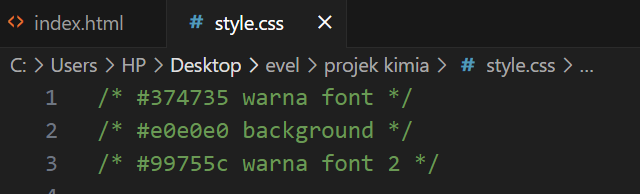 index.html
style.css
C: > Users > HP > Desktop > evel > projek kimia > # style.css > ...
1 /* #374735 warna font */
2 /* #e0e0e0 background */
3 /* #99755c warna font 2 */